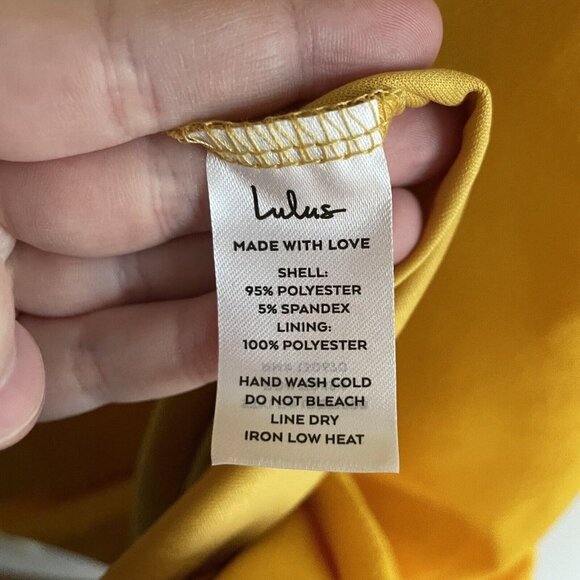 Lulus
MADE WITH LOVE
SHELL:
95% POLYESTER
5% SPANDEX
LINING:
100% POLYESTER
HAND WASH COLD
DO NOT BLEACH
LINE DRY
IRON LOW HEAT